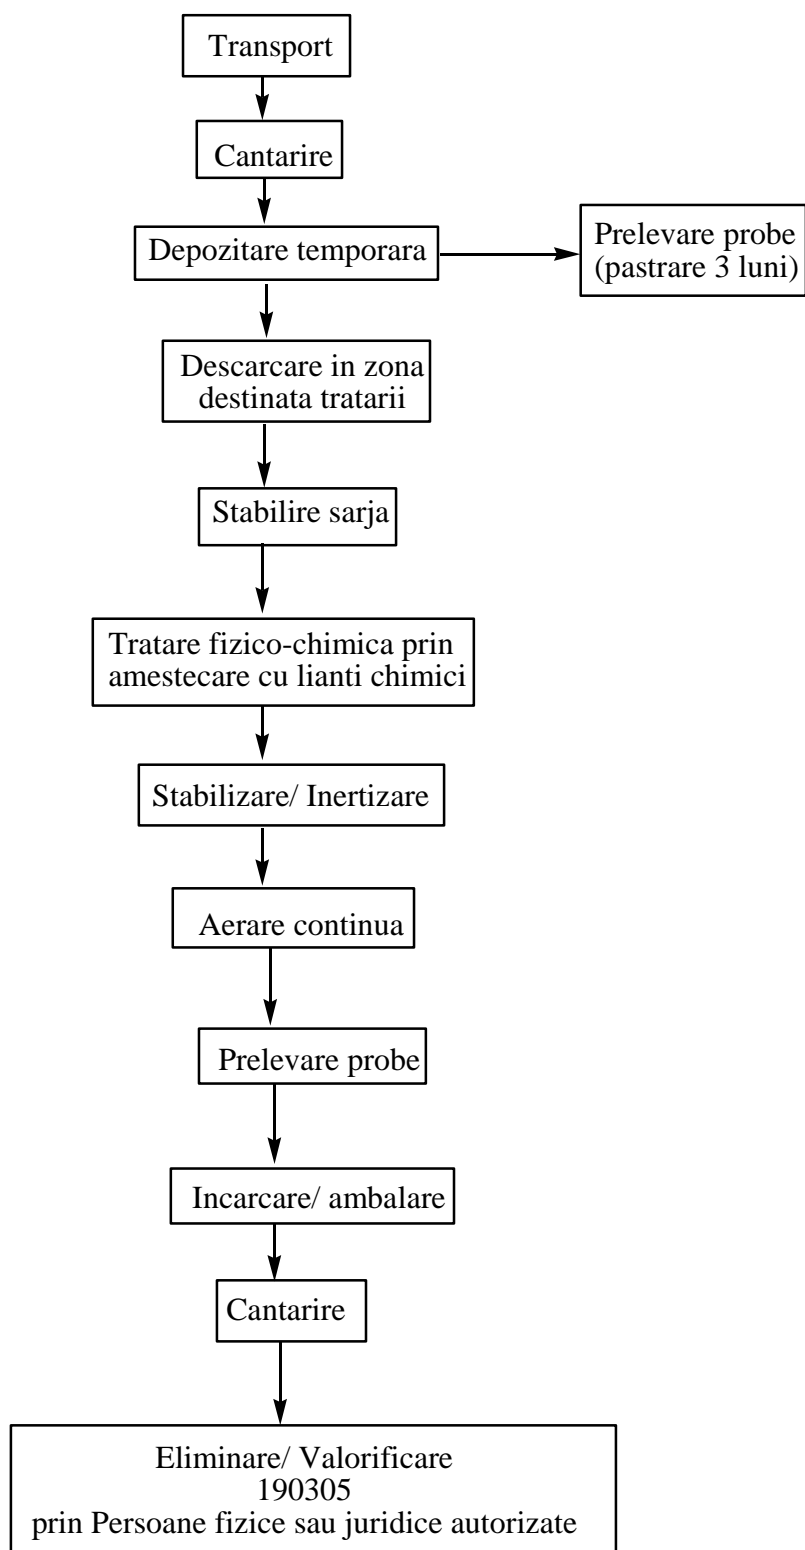 Transport
Cantarire
Depozitare temporara
Prelevare probe
(pastrare 3 luni)
Descarcare in zona
destinata tratarii
Stabilire sarja
Tratare fizico-chimica prin
amestecare cu lianti chimici
Stabilizare/ Inertizare
Aerare continua
Prelevare probe
Incarcare/ ambalare
Cantarire
Eliminare/ Valorificare
190305
prin Persoane fizice sau juridice autorizate